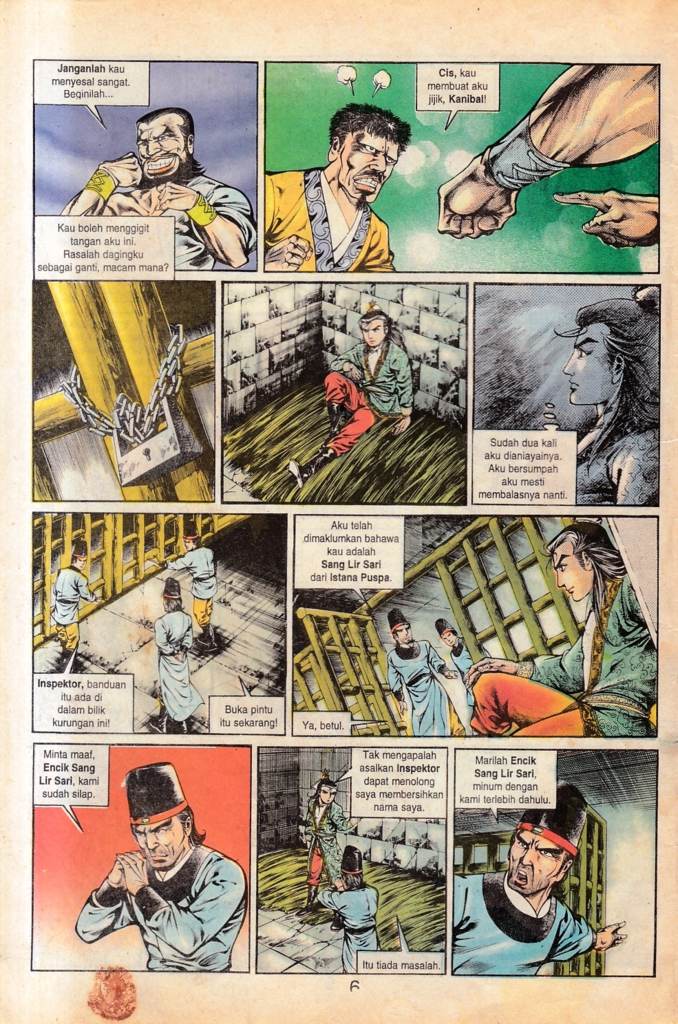 Janganlah kau
menyesal sangat.
Beginilah...
Kau boleh menggigit
tangan aku ini.
Rasalah dagingku
sebagai ganti, macam mana?
Cis, kau
membuat aku
jijik, Kanibal!
Sudah dua kali
aku dianiayainya.
Aku bersumpah
aku mesti
membalasnya nanti.
Inspektor, banduan
itu ada di
dalam bilik
kurungan ini!
Buka pintu
itu sekarang!
Aku telah
dimaklumkan bahawa
kau adalah
Sang Lir Sari
dari Istana Puspa.
Ya, betul.
Minta maaf,
Encik Sang
Lir Sari, kami
sudah silap.
Tak mengapalah
asalkan Inspektor
dapat menolong
saya membersihkan
nama saya.
Itu tiada masalah.
Marilah Encik
Sang Lir Sari,
minum dengan
kami terlebih dahulu.
6